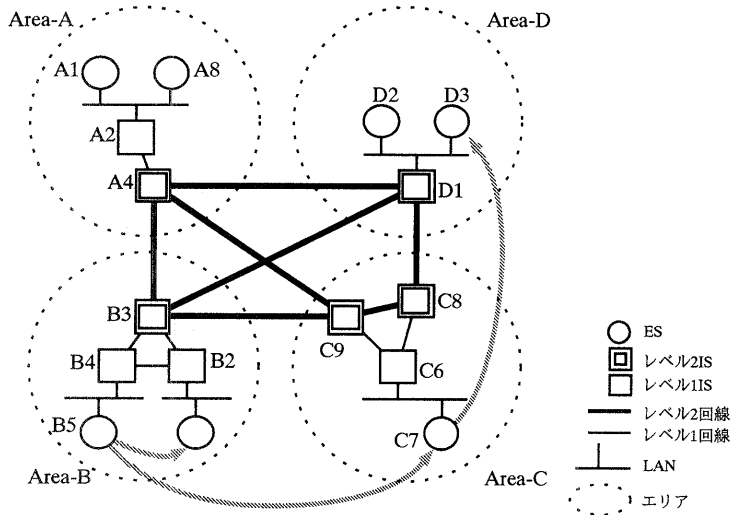 Area-A
Area-D
A1
A8
D2
D3
A2
A4
D1
B3
C8
C9
B4
B2
C6
B5
C7
Area-B
Area-C
ES
レベル2IS
レベル1IS
レベル2回線
レベル1回線
LAN
エリア